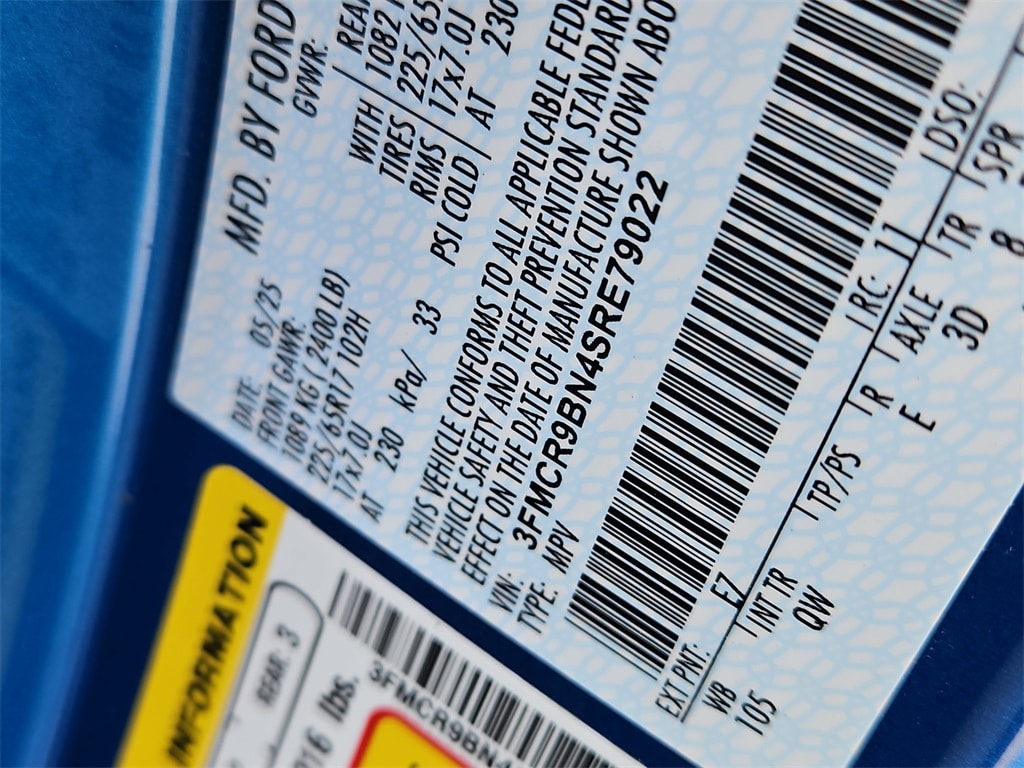 MFD. BY FORD
DATE: 05/25 GVWR:
FRONT GAWR: REA
1089 KG ( 2400 LB) WITH 1082
225/65R17 102H TIRES 225/65
17x7.0J RIMS 17x7.0J
AT 230 kPa/ 33 PSI COLD AT 230
THIS VEHICLE CONFORMS TO ALL APPLICABLE FEDE
VEHICLE SAFETY AND THEFT PREVENTION STANDARD
EFFECT ON THE DATE OF MANUFACTURE SHOWN ABO
VIN: 3FMCR9BN4SRE79022
TYPE: MPV
EXT PNT: EZ RC: 11 DSO:
WB INT TR TP/PS R AXLE TR SPR
105 QW E 3D 8
INFORMATION
REAR: 3
lbs.
3FMCR9BN4